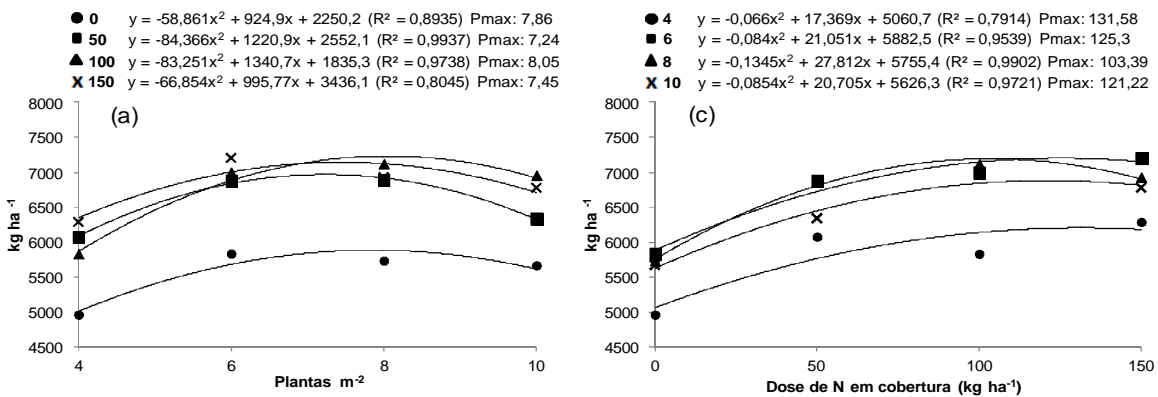 0 y = -58,861x² + 924,9x + 2250,2 (R² = 0,8935) Pmax: 7,86
50 y = -84,366x² + 1220,9x + 2552,1 (R² = 0,9937) Pmax: 7,24
100 y = -83,251x² + 1340,7x + 1835,3 (R² = 0,9738) Pmax: 8,05
150 y = -66,854x² + 995,77x + 3436,1 (R² = 0,8045) Pmax: 7,45
(a)
kg ha⁻¹
8000
7500
7000
6500
6000
5500
5000
4500
4 6 8 10
Plantas m⁻²
4 y = -0,066x² + 17,369x + 5060,7 (R² = 0,7914) Pmax: 131,58
6 y = -0,084x² + 21,051x + 5882,5 (R² = 0,9539) Pmax: 125,3
8 y = -0,1345x² + 27,812x + 5755,4 (R² = 0,9902) Pmax: 103,39
10 y = -0,0854x² + 20,705x + 5626,3 (R² = 0,9721) Pmax: 121,22
(c)
kg ha⁻¹
8000
7500
7000
6500
6000
5500
5000
4500
0 50 100 150
Dose de N em cobertura (kg ha⁻¹)